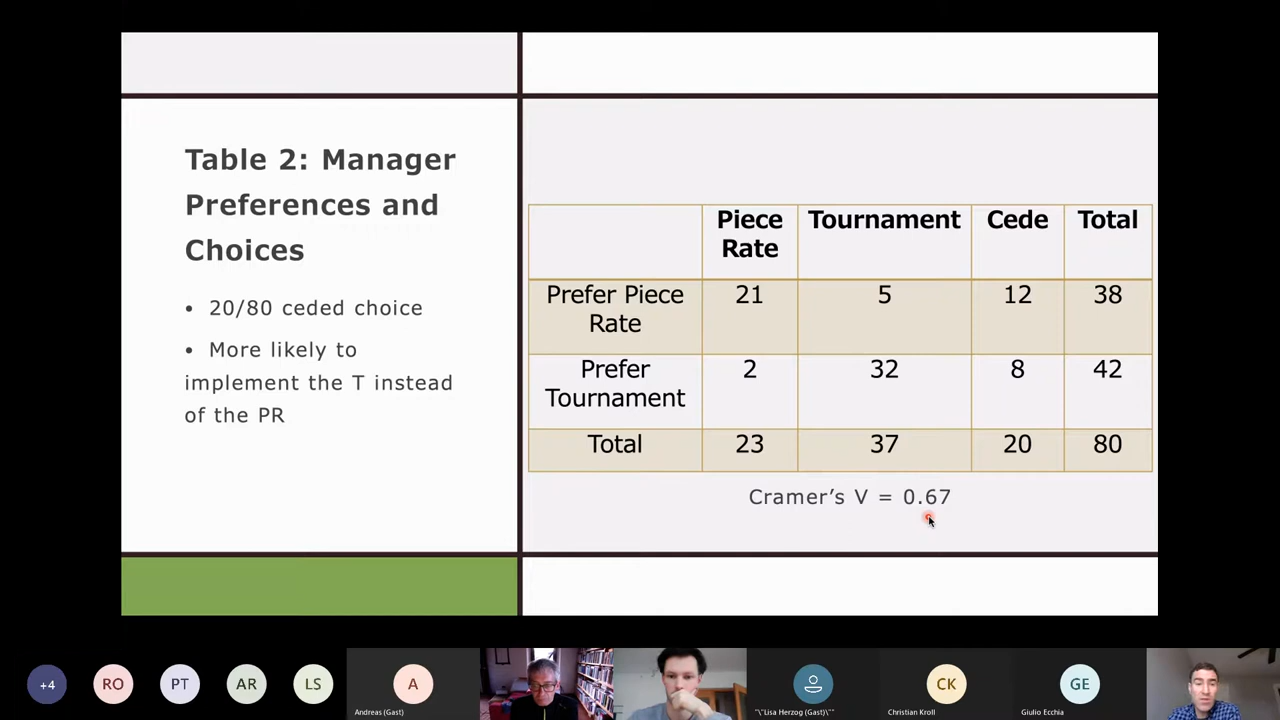 Table 2: Manager
Preferences and
Choices
• 20/80 ceded choice
• More likely to
implement the T instead
of the PR
Piece Rate Tournament Cede Total
Prefer Piece Rate 21 5 12 38
Prefer Tournament 2 32 8 42
Total 23 37 20 80
Cramer's V = 0.67
+4 RO PT AR LS A CK GE
Andreas (Gast) "\"Lisa Herzog (Gast)\"" Christian Kroll Giulio Ecchia